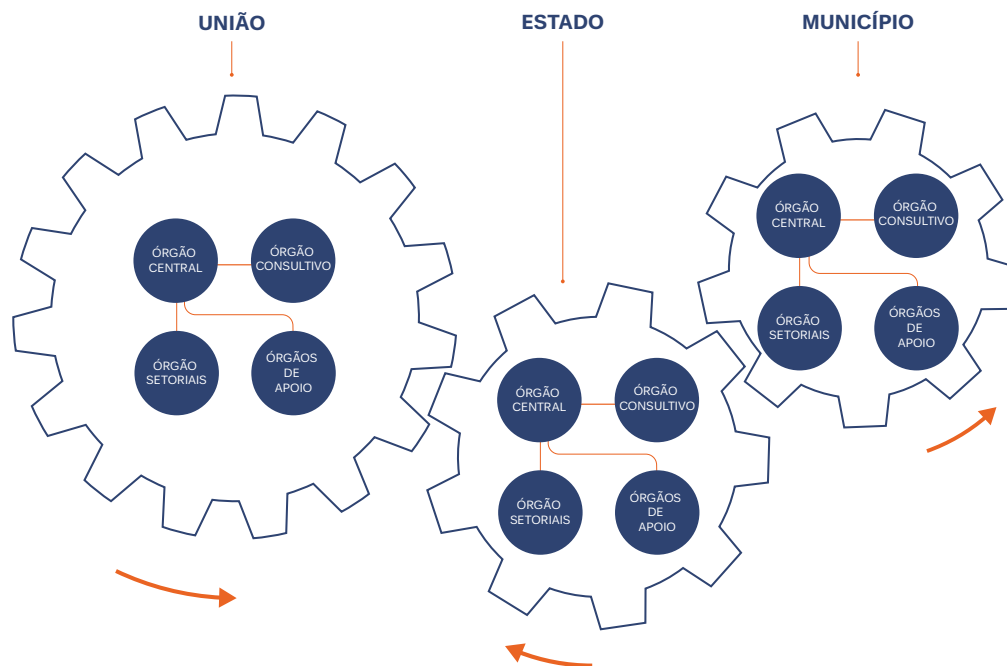 UNIÃO
ESTADO
MUNICÍPIO
ÓRGÃO
CENTRAL
ÓRGÃO
CONSULTIVO
ÓRGÃO
SETORIAIS
ÓRGÃOS
DE
APOIO
ÓRGÃO
CENTRAL
ÓRGÃO
CONSULTIVO
ÓRGÃO
SETORIAIS
ÓRGÃOS
DE
APOIO
ÓRGÃO
CENTRAL
ÓRGÃO
CONSULTIVO
ÓRGÃO
SETORIAIS
ÓRGÃOS
DE
APOIO